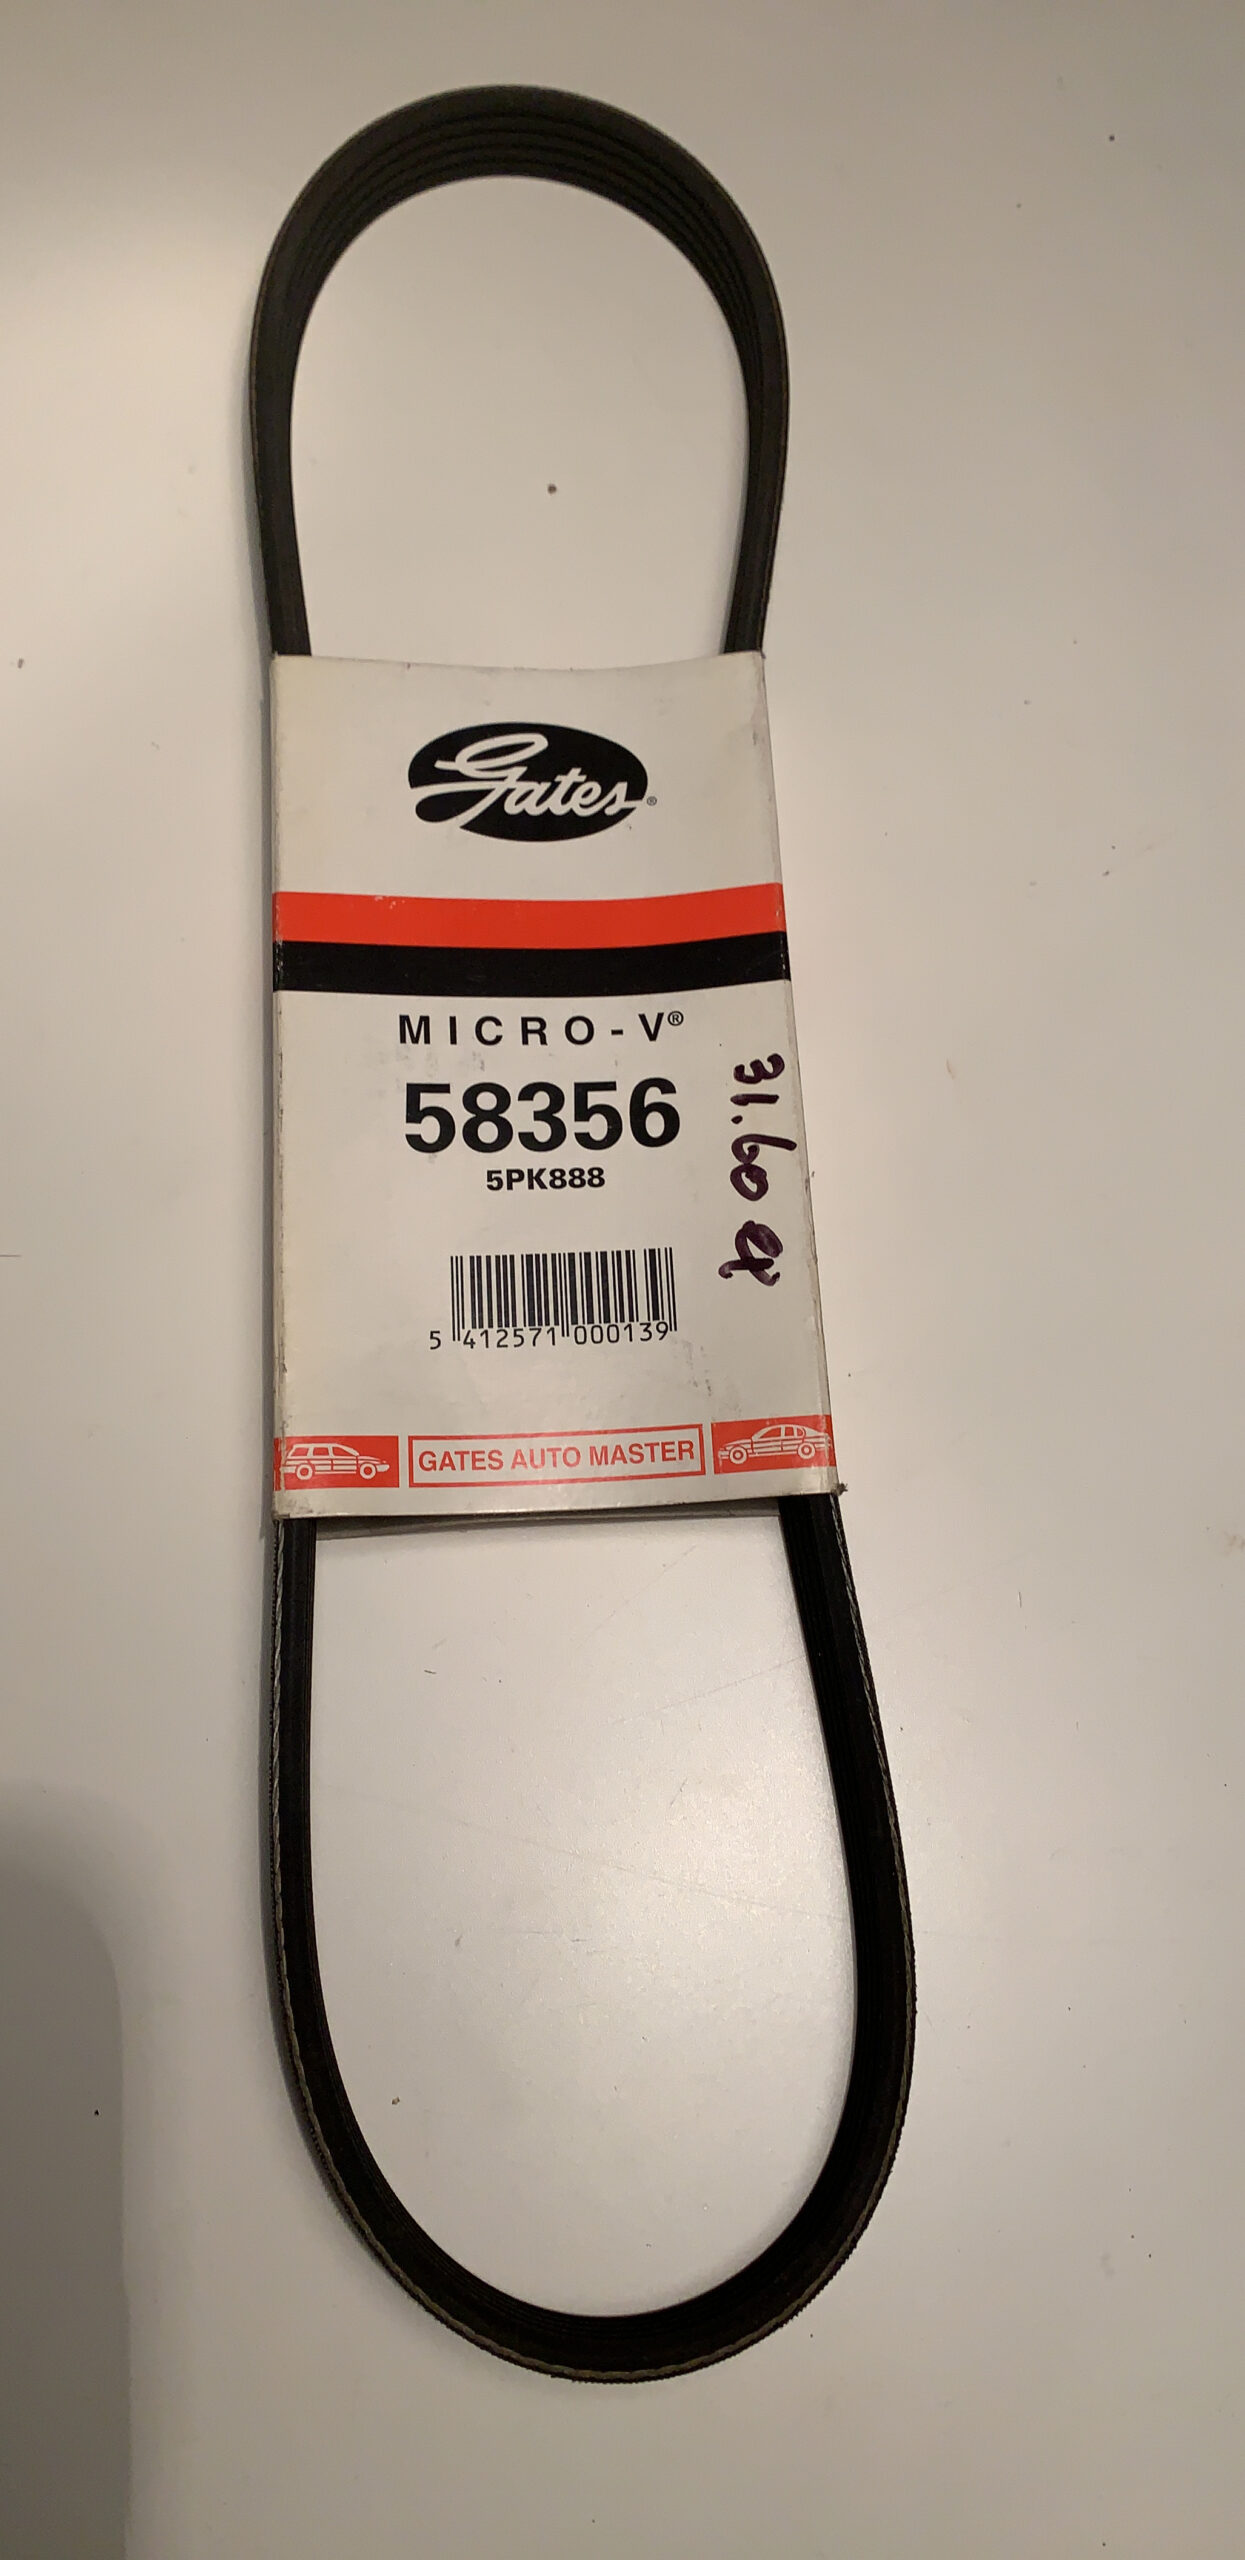 Gates®
MICRO-V®
58356
5PK888
31.60
5 412571 000139
GATES AUTO MASTER